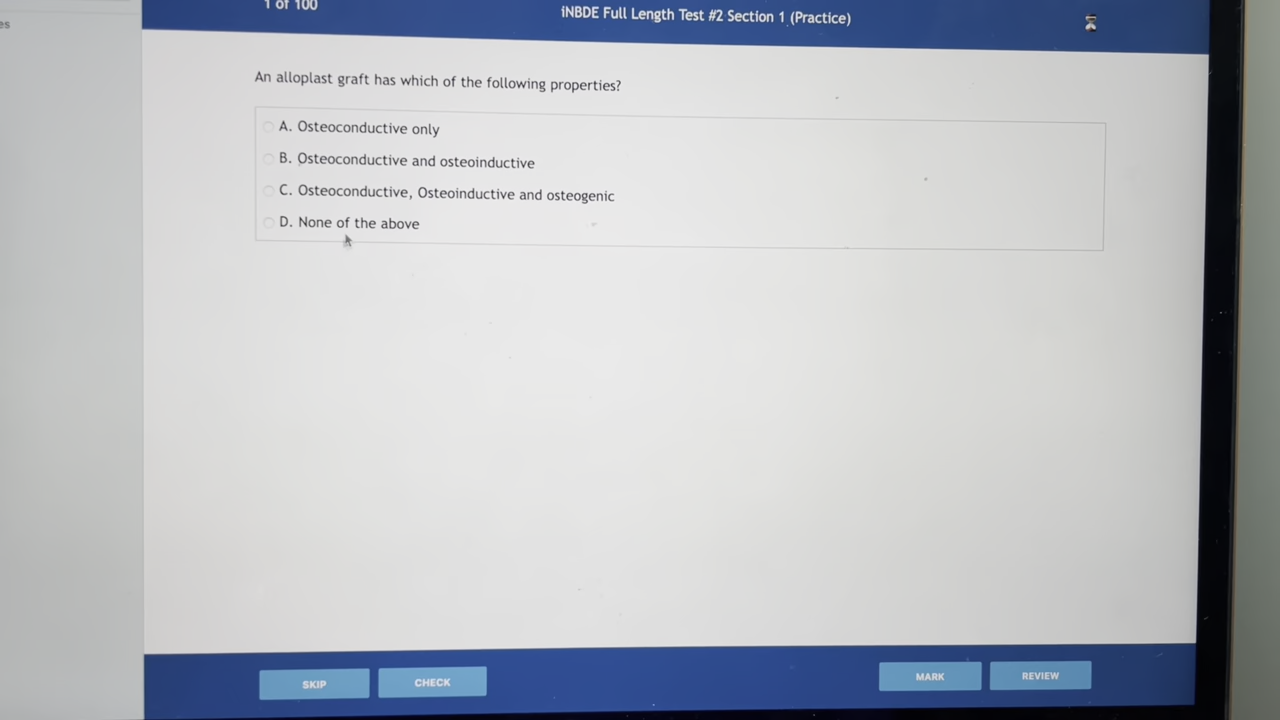 es
1 of 100
iNBDE Full Length Test #2 Section 1 (Practice)
An alloplast graft has which of the following properties?
A. Osteoconductive only
B. Osteoconductive and osteoinductive
C. Osteoconductive, Osteoinductive and osteogenic
D. None of the above
SKIP
CHECK
MARK
REVIEW